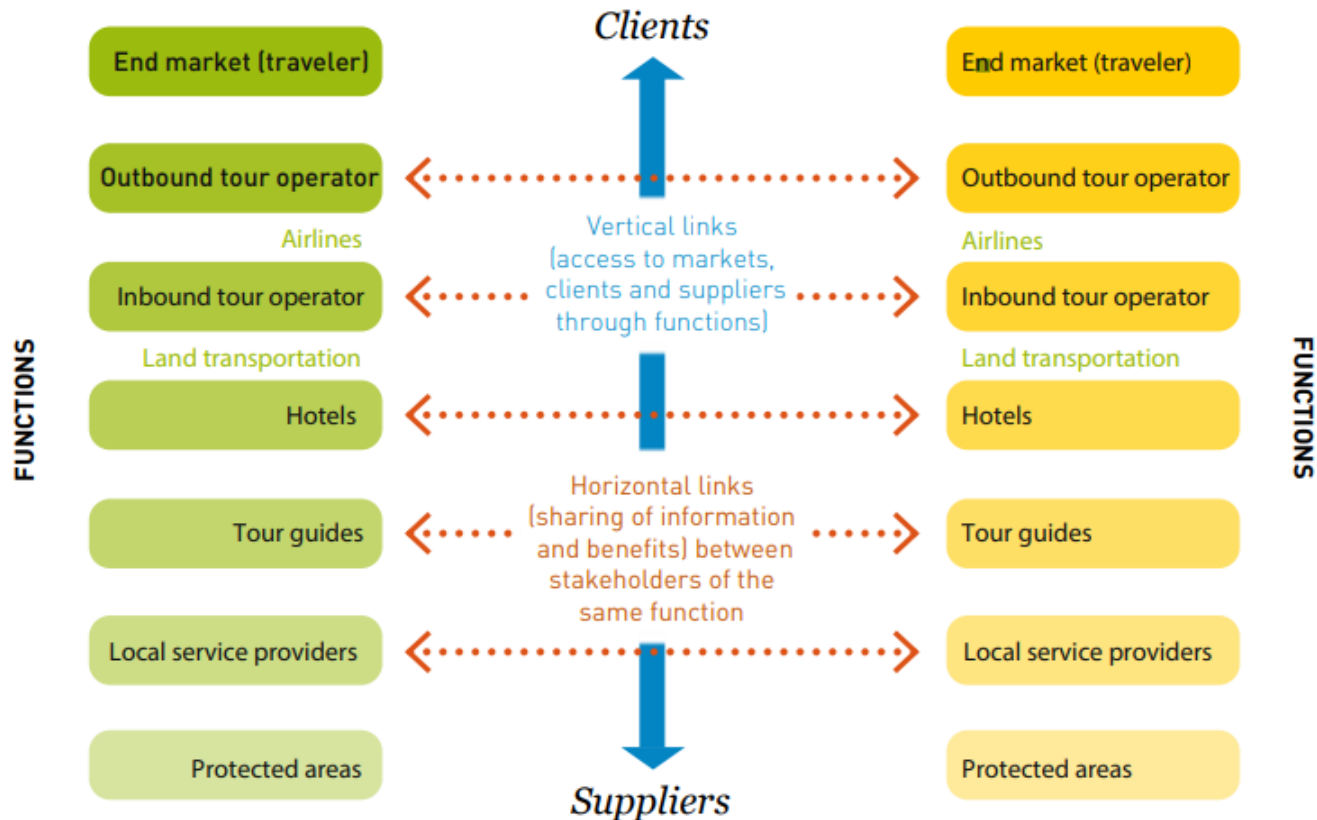 Clients
End market (traveler)
End market (traveler)
Outbound tour operator
Outbound tour operator
Airlines
Vertical links
(access to markets,
clients and suppliers
through functions)
Airlines
Inbound tour operator
Inbound tour operator
Land transportation
Land transportation
FUNCTIONS
FUNCTIONS
Hotels
Hotels
Horizontal links
(sharing of information
and benefits) between
stakeholders of the
same function
Tour guides
Tour guides
Local service providers
Local service providers
Protected areas
Protected areas
Suppliers